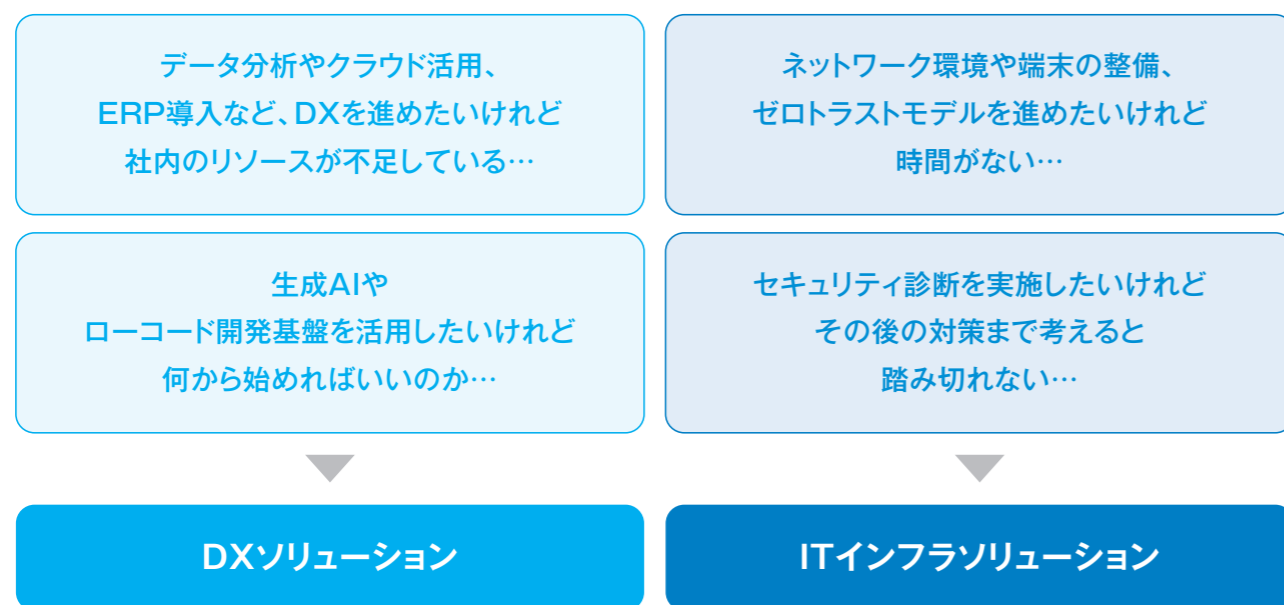 データ分析やクラウド活用、
ERP導入など、DXを進めたいけれど
社内のリソースが不足している…
生成AIや
ローコード開発基盤を活用したいけれど
何から始めればいいのか…
DXソリューション
ネットワーク環境や端末の整備、
ゼロトラストモデルを進めたいけれど
時間がない…
セキュリティ診断を実施したいけれど
その後の対策まで考えると
踏み切れない…
ITインフラソリューション